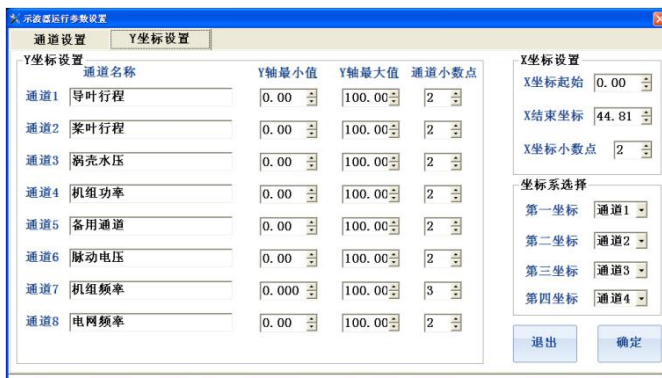 示波器运行参数设置
通道设置 Y坐标设置
Y坐标设置
通道名称 Y轴最小值 Y轴最大值 通道小数点
通道1 导叶行程 0.00 100.00 2
通道2 桨叶行程 0.00 100.00 2
通道3 涡壳水压 0.00 100.00 2
通道4 机组功率 0.00 100.00 2
通道5 备用通道 0.00 100.00 2
通道6 脉动电压 0.00 100.00 2
通道7 机组频率 0.000 100.00 3
通道8 电网频率 0.00 100.00 2
X坐标设置
X坐标起始 0.00
X结束坐标 44.81
X坐标小数点 2
坐标系选择
第一坐标 通道1
第二坐标 通道2
第三坐标 通道3
第四坐标 通道4
退出 确定